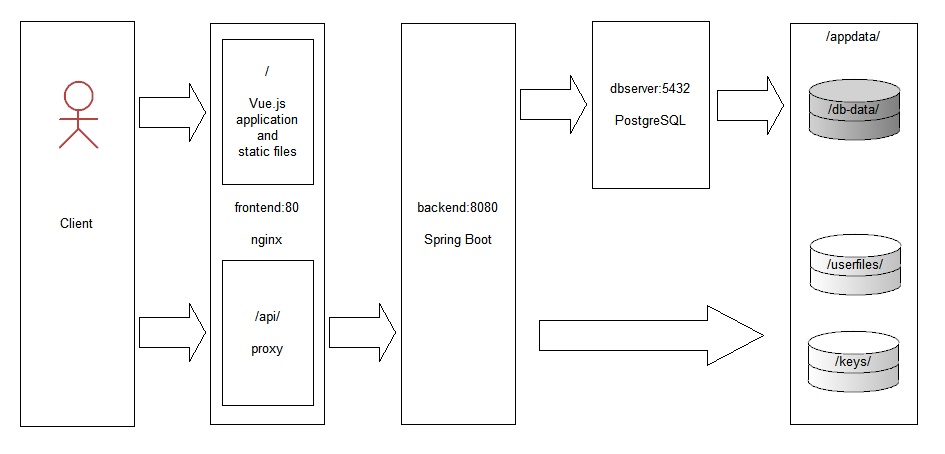 Client
/
Vue.js
application
and
static files
frontend:80
nginx
/api/
proxy
backend:8080
Spring Boot
dbserver:5432
PostgreSQL
/appdata/
/db-data/
/userfiles/
/keys/